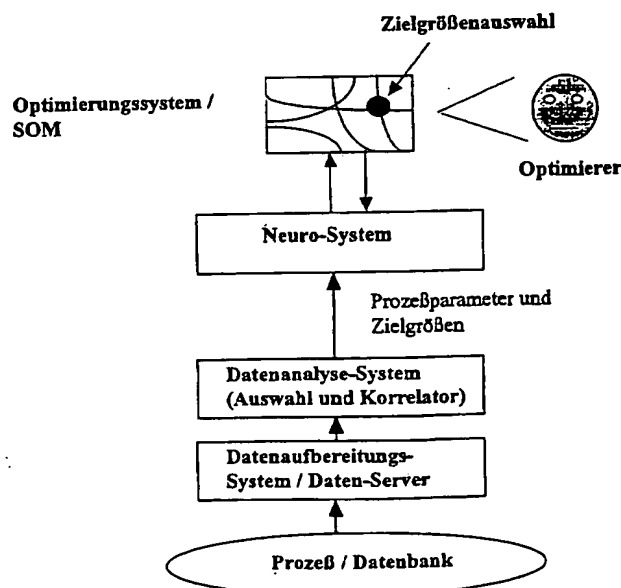 Zielgrößenauswahl
Optimierungssystem /
SOM
Optimierer
Neuro-System
Prozeßparameter und
Zielgrößen
Datenanalyse-System
(Auswahl und Korrelator)
Datenaufbereitungs-
System / Daten-Server
Prozeß / Datenbank